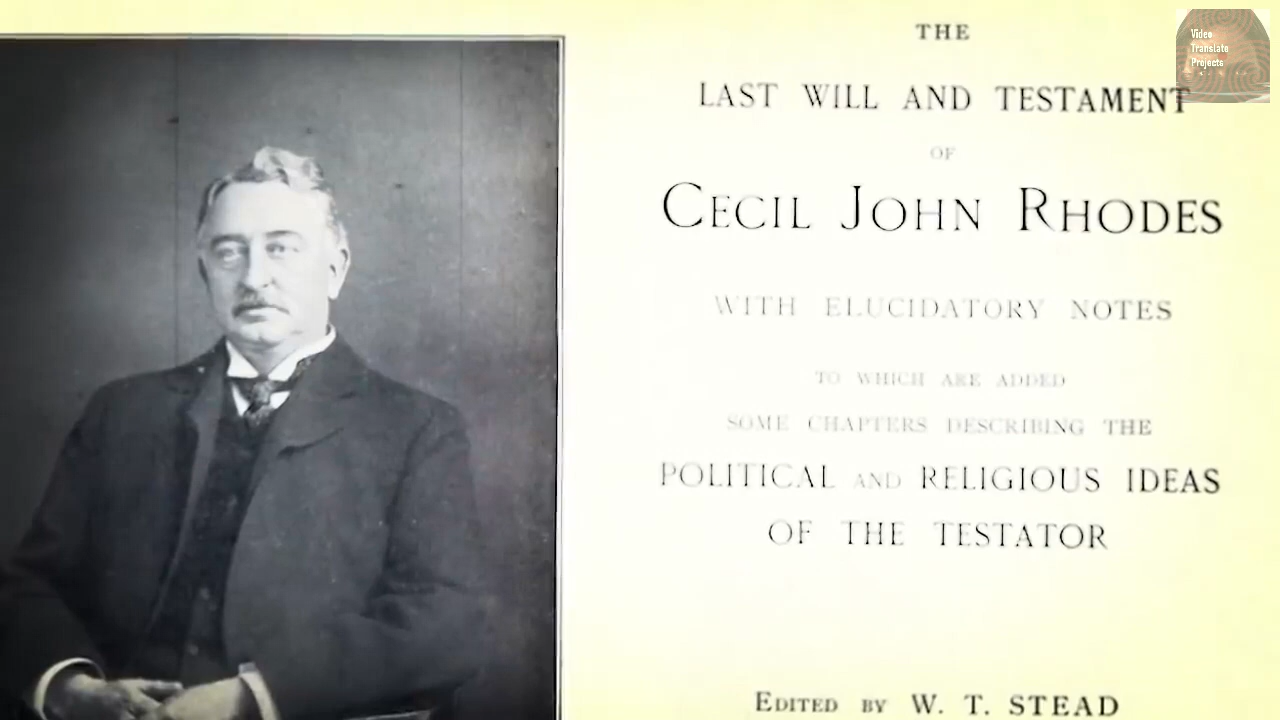 THE
LAST WILL AND TESTAMENT
OF
CECIL JOHN RHODES
WITH ELUCIDATORY NOTES
TO WHICH ARE ADDED
SOME CHAPTERS DESCRIBING THE
POLITICAL AND RELIGIOUS IDEAS
OF THE TESTATOR
EDITED BY W. T. STEAD
Video
Translate
Projects